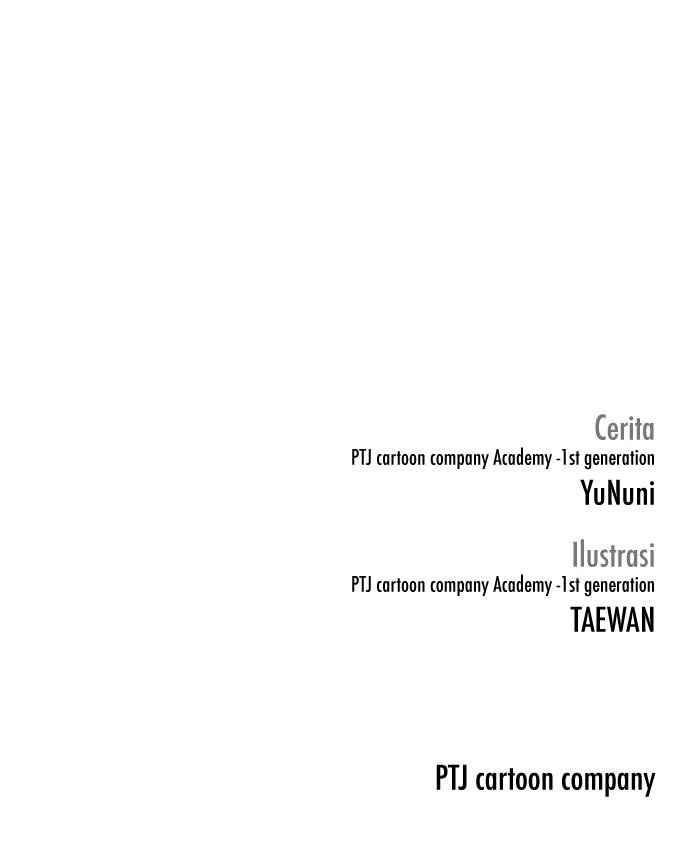 Cerita
PTJ cartoon company Academy -1st generation
YuNuni
Ilustrasi
PTJ cartoon company Academy -1st generation
TAEWAN
PTJ cartoon company